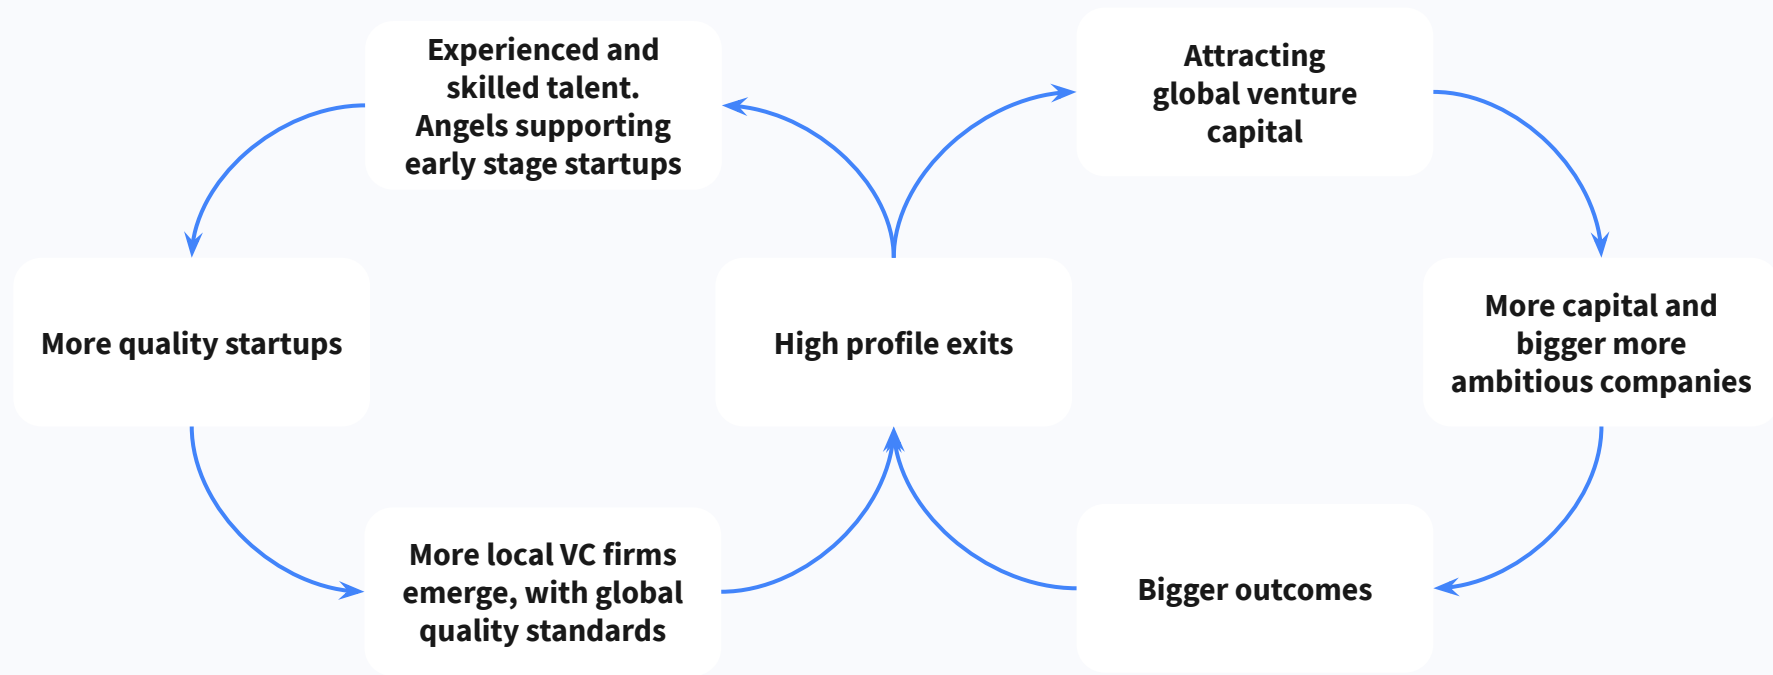 Experienced and
skilled talent.
Angels supporting
early stage startups
Attracting
global venture
capital
More quality startups
High profile exits
More capital and
bigger more
ambitious companies
More local VC firms
emerge, with global
quality standards
Bigger outcomes